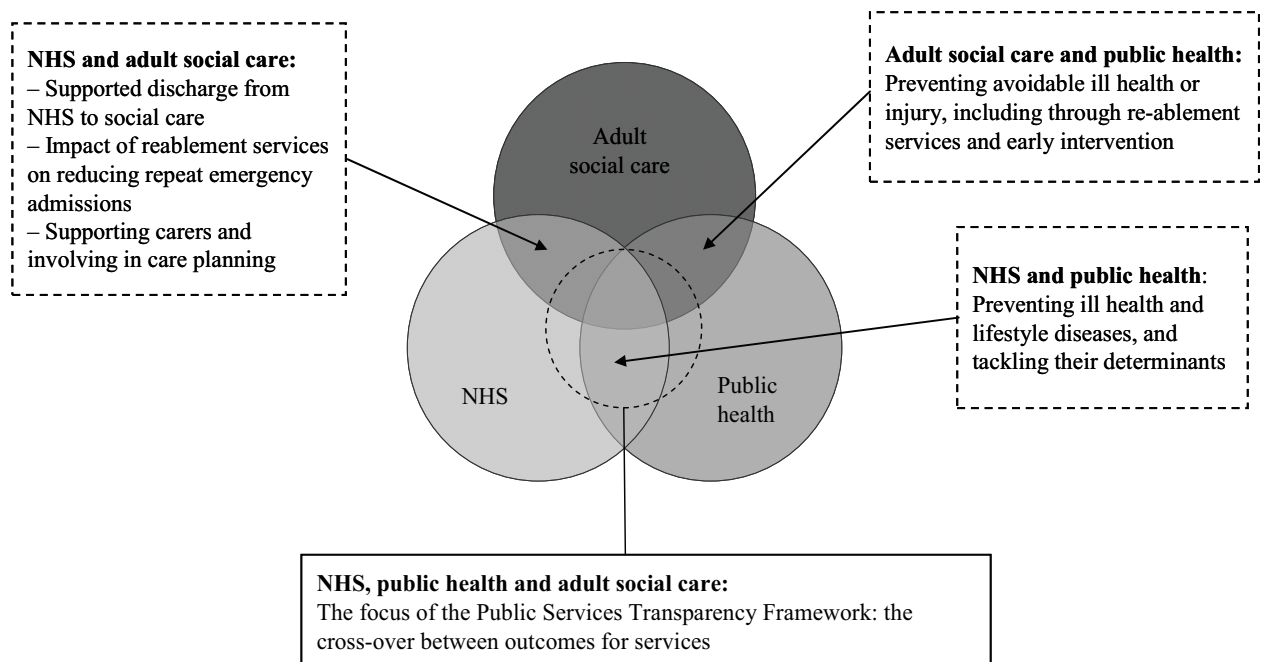 NHS and adult social care:
– Supported discharge from
NHS to social care
– Impact of reablement services
on reducing repeat emergency
admissions
– Supporting carers and
involving in care planning
Adult social care and public health:
Preventing avoidable ill health or
injury, including through re-ablement
services and early intervention
Adult
social care
NHS and public health:
Preventing ill health and
lifestyle diseases, and
tackling their determinants
NHS
Public
health
NHS, public health and adult social care:
The focus of the Public Services Transparency Framework: the
cross-over between outcomes for services